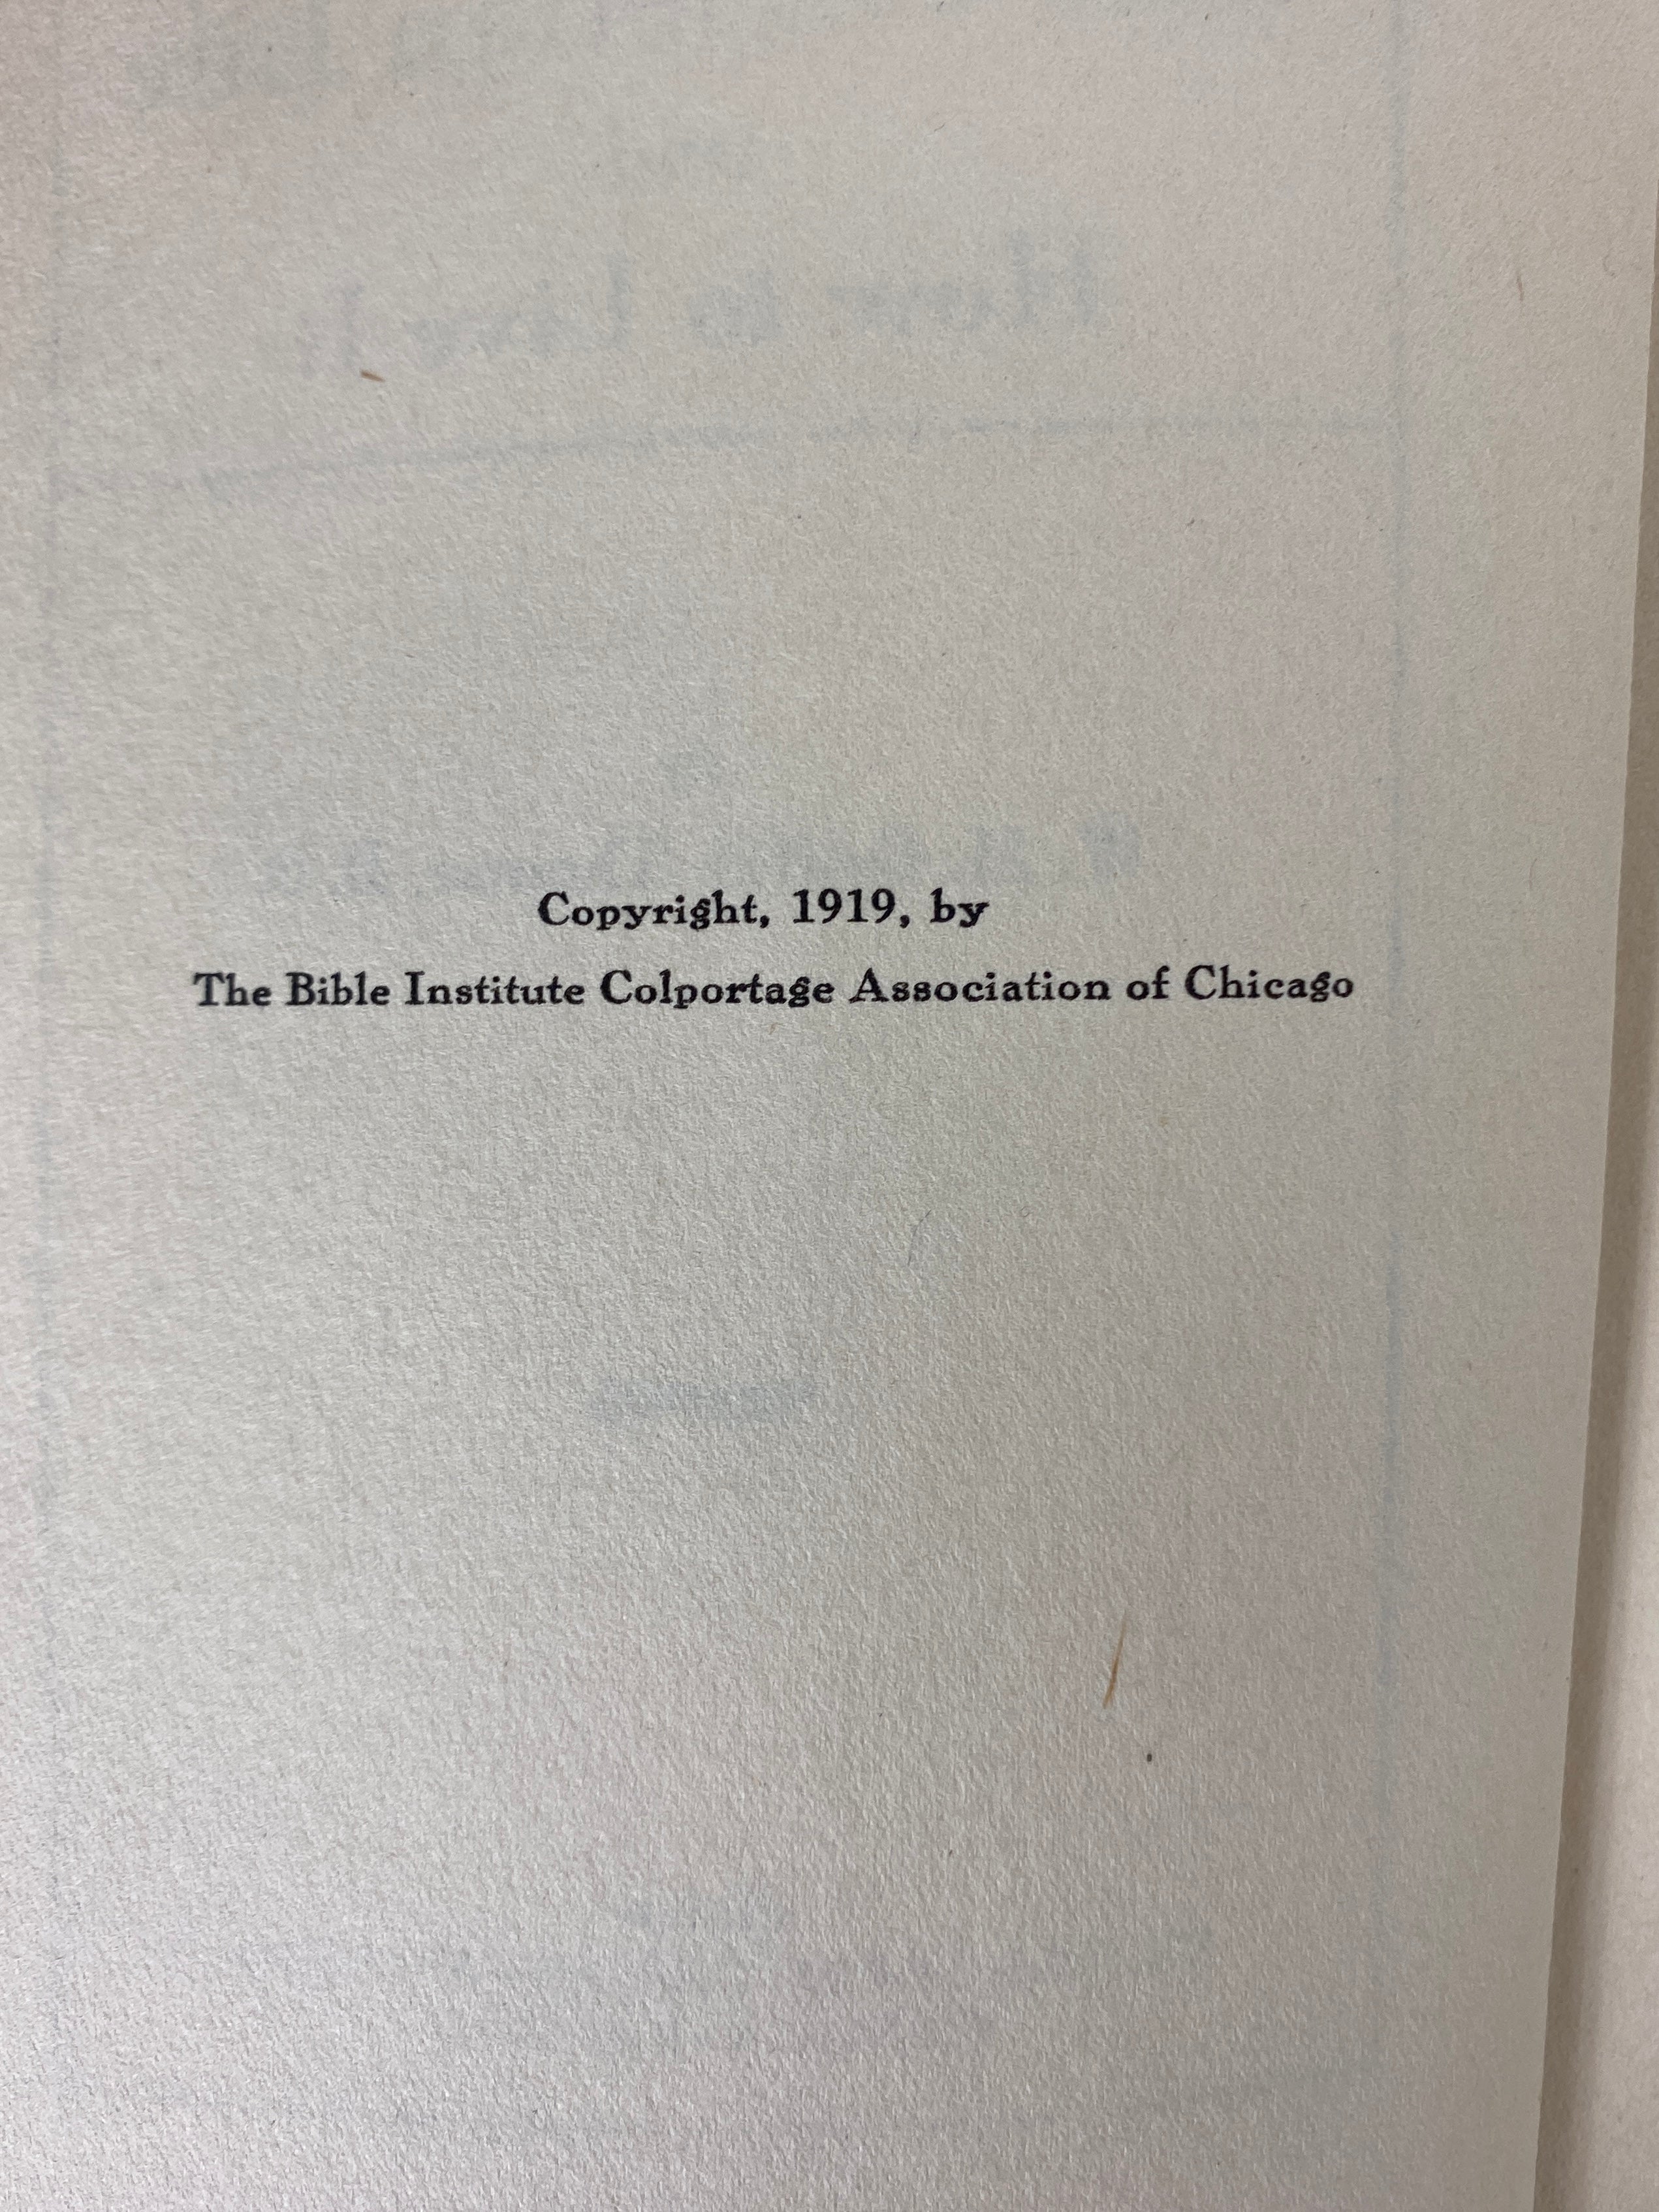 Copyright, 1919, by
The Bible Institute Colportage Association of Chicago